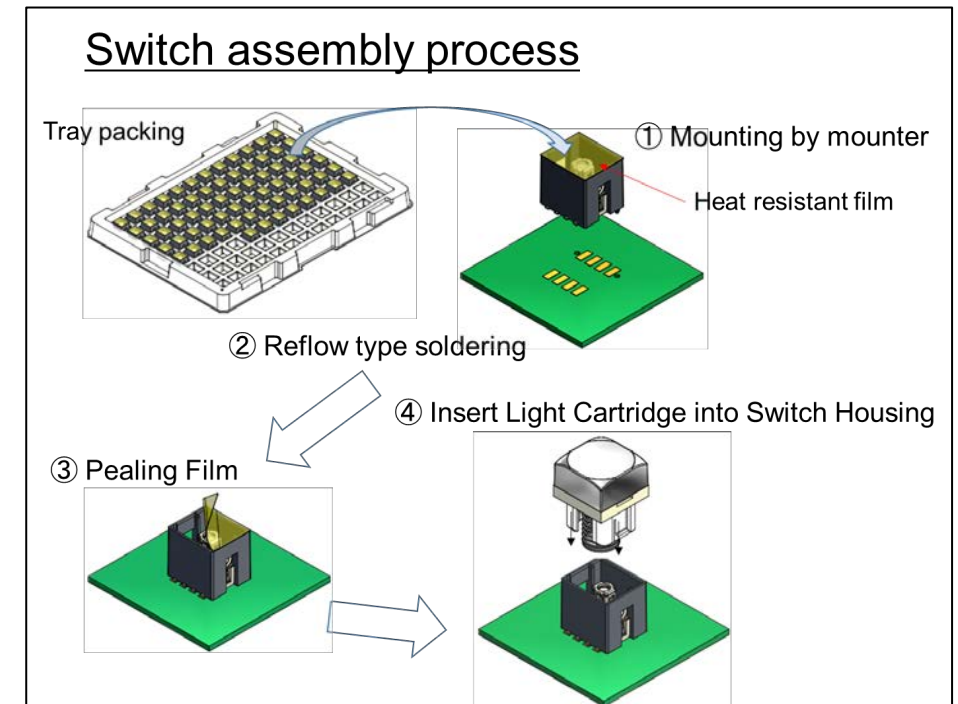 Switch assembly process
Tray packing
① Mounting by mounter
Heat resistant film
② Reflow type soldering
④ Insert Light Cartridge into Switch Housing
③ Pealing Film